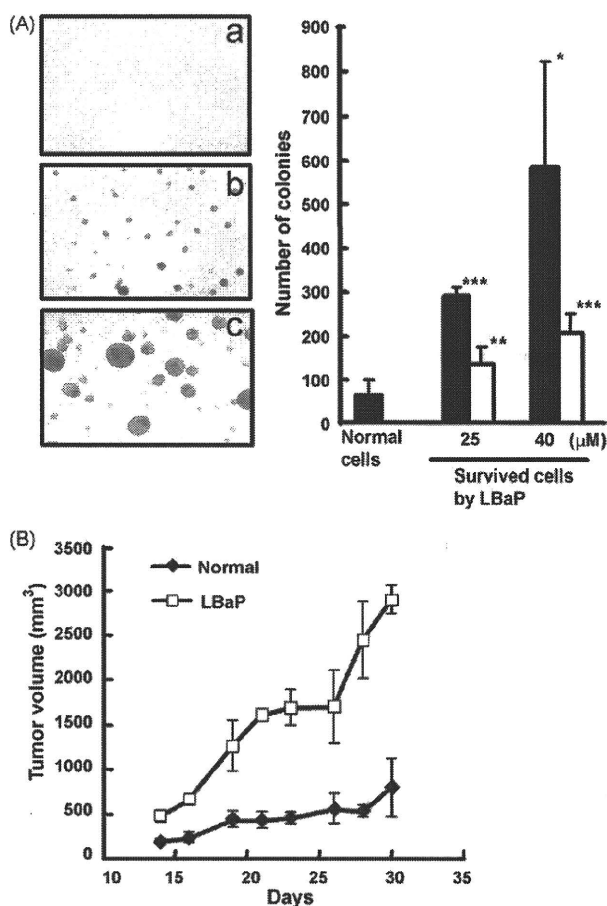 (A)
a
b
c
Number of colonies
900
800
700
600
500
400
300
200
100
0
*
***
***
**
Normal cells
25
40
(μM)
Survived cells
by LBaP
(B)
Tumor volume (mm³)
3500
3000
2500
2000
1500
1000
500
0
Normal
LBaP
10
15
20
25
30
35
Days